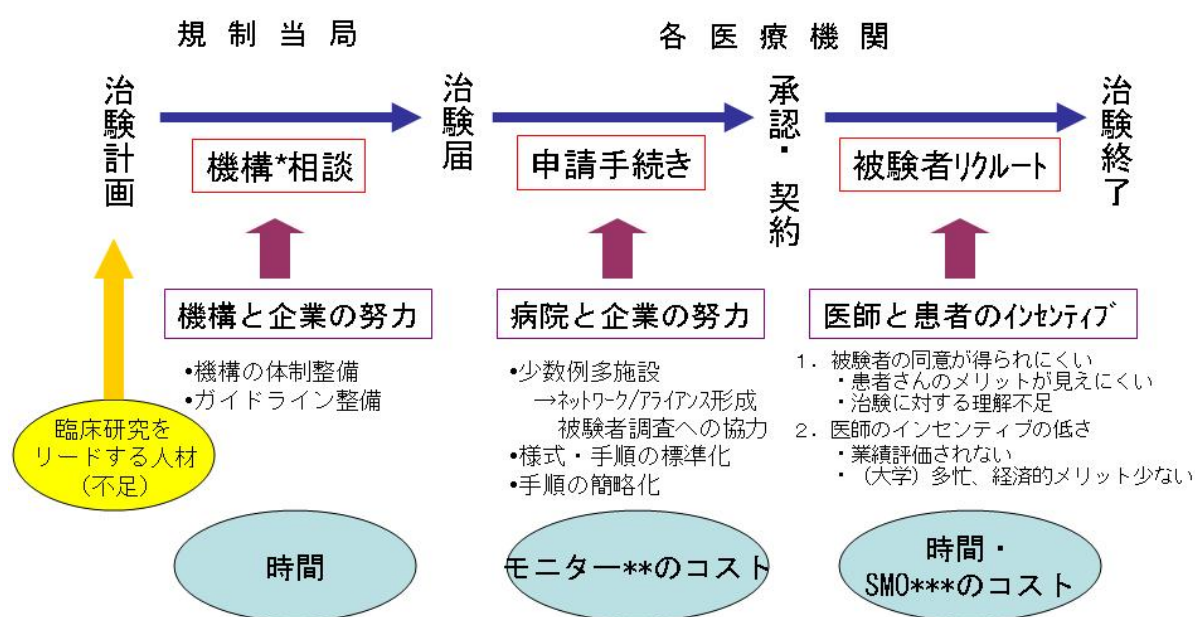 規制当局
各医療機関
治験計画
機構*相談
治験届
申請手続き
承認・契約
被験者リクルート
治験終了
機構と企業の努力
•機構の体制整備
•ガイドライン整備
病院と企業の努力
•少数例多施設
→ネットワーク/アライアンス形成
被験者調査への協力
•様式・手順の標準化
•手順の簡略化
医師と患者のインセンティブ
1. 被験者の同意が得られにくい
・患者さんのメリットが見えにくい
・治験に対する理解不足
2. 医師のインセンティブの低さ
・業績評価されない
・(大学)多忙、経済的メリット少ない
臨床研究を
リードする人材
(不足)
時間
モニター**のコスト
時間・
SMO***のコスト